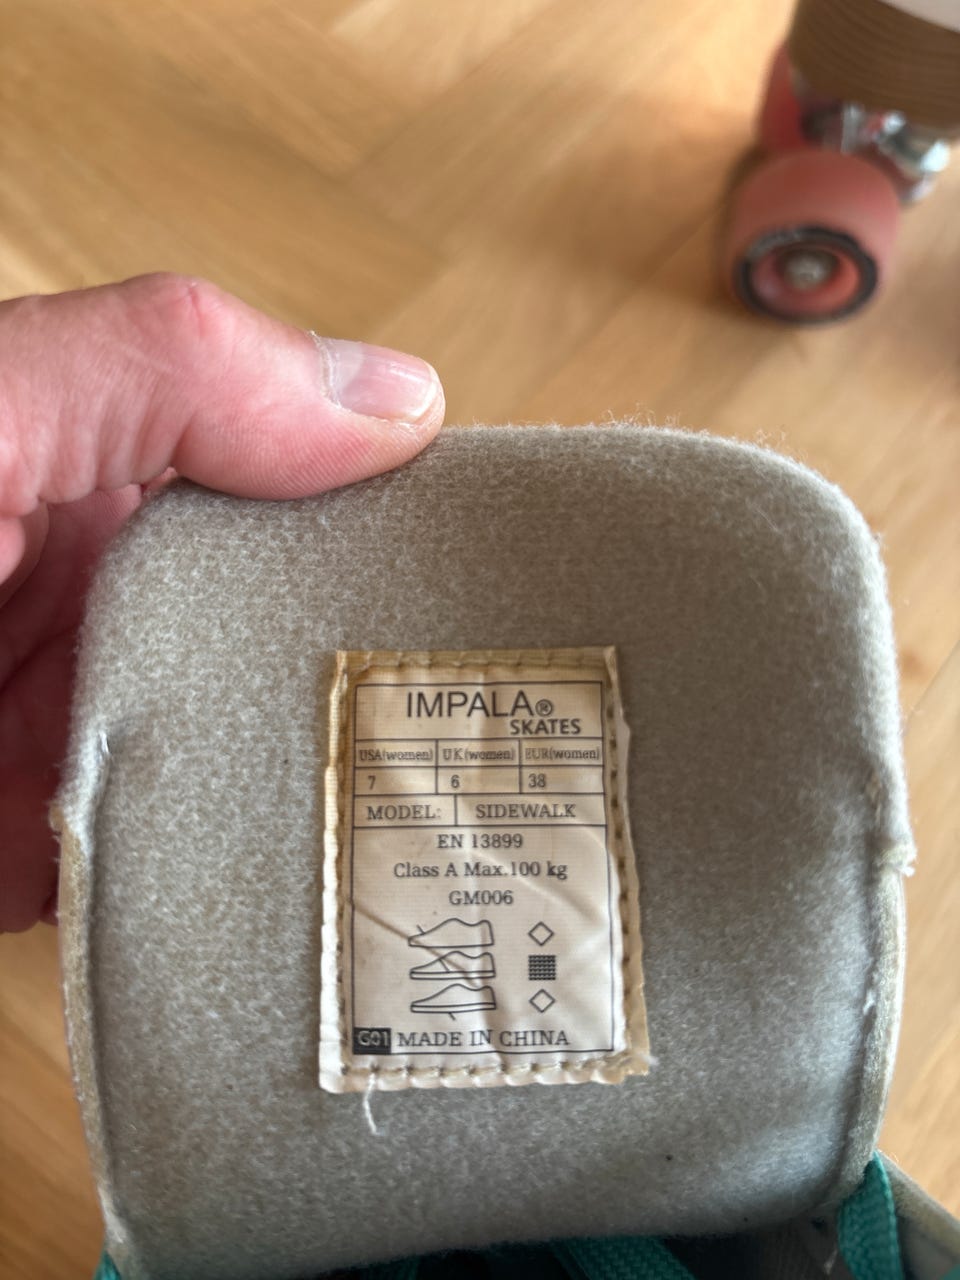 IMPALA®
SKATES
USA(women) UK(women) EUR(women)
7 6 38
MODEL: SIDEWALK
EN 13899
Class A Max.100 kg
GM006
G01 MADE IN CHINA